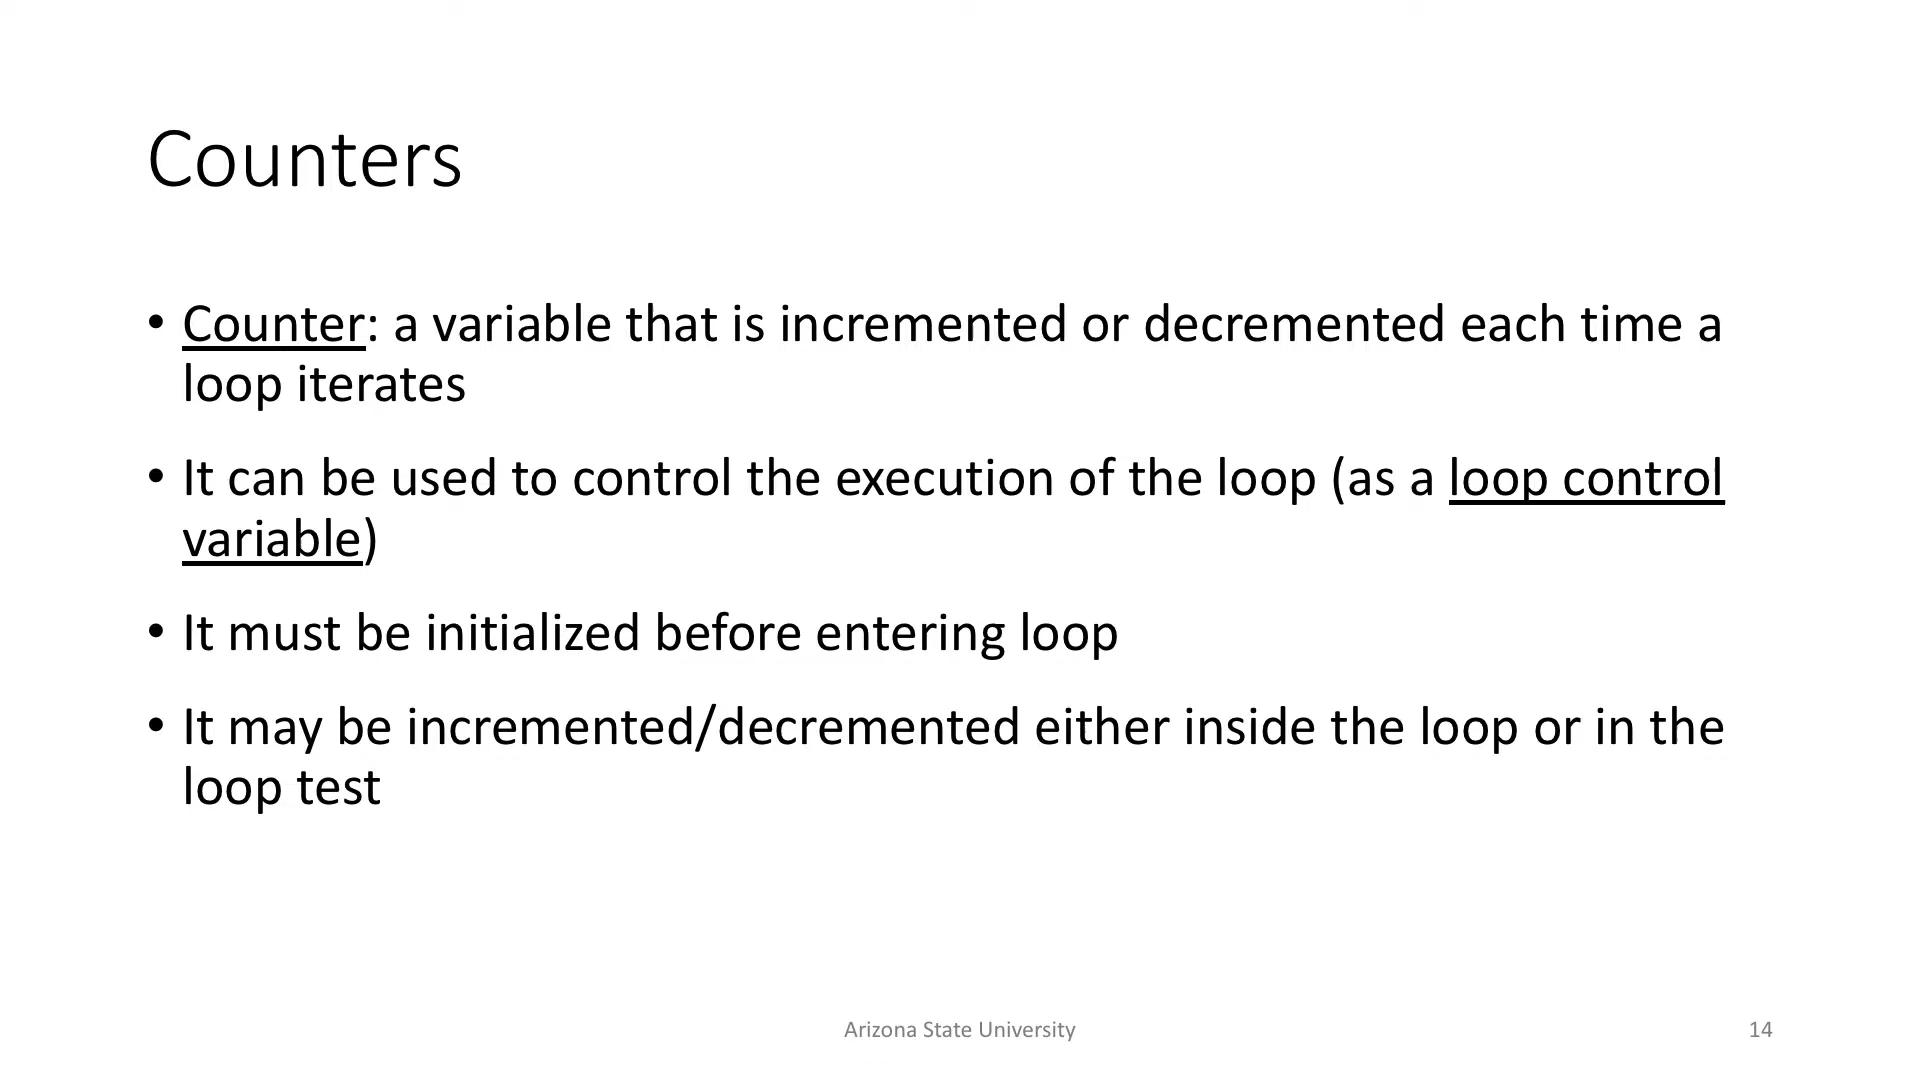 Counters
• Counter: a variable that is incremented or decremented each time a
loop iterates
• It can be used to control the execution of the loop (as a loop control
variable)
• It must be initialized before entering loop
• It may be incremented/decremented either inside the loop or in the
loop test
Arizona State University
14